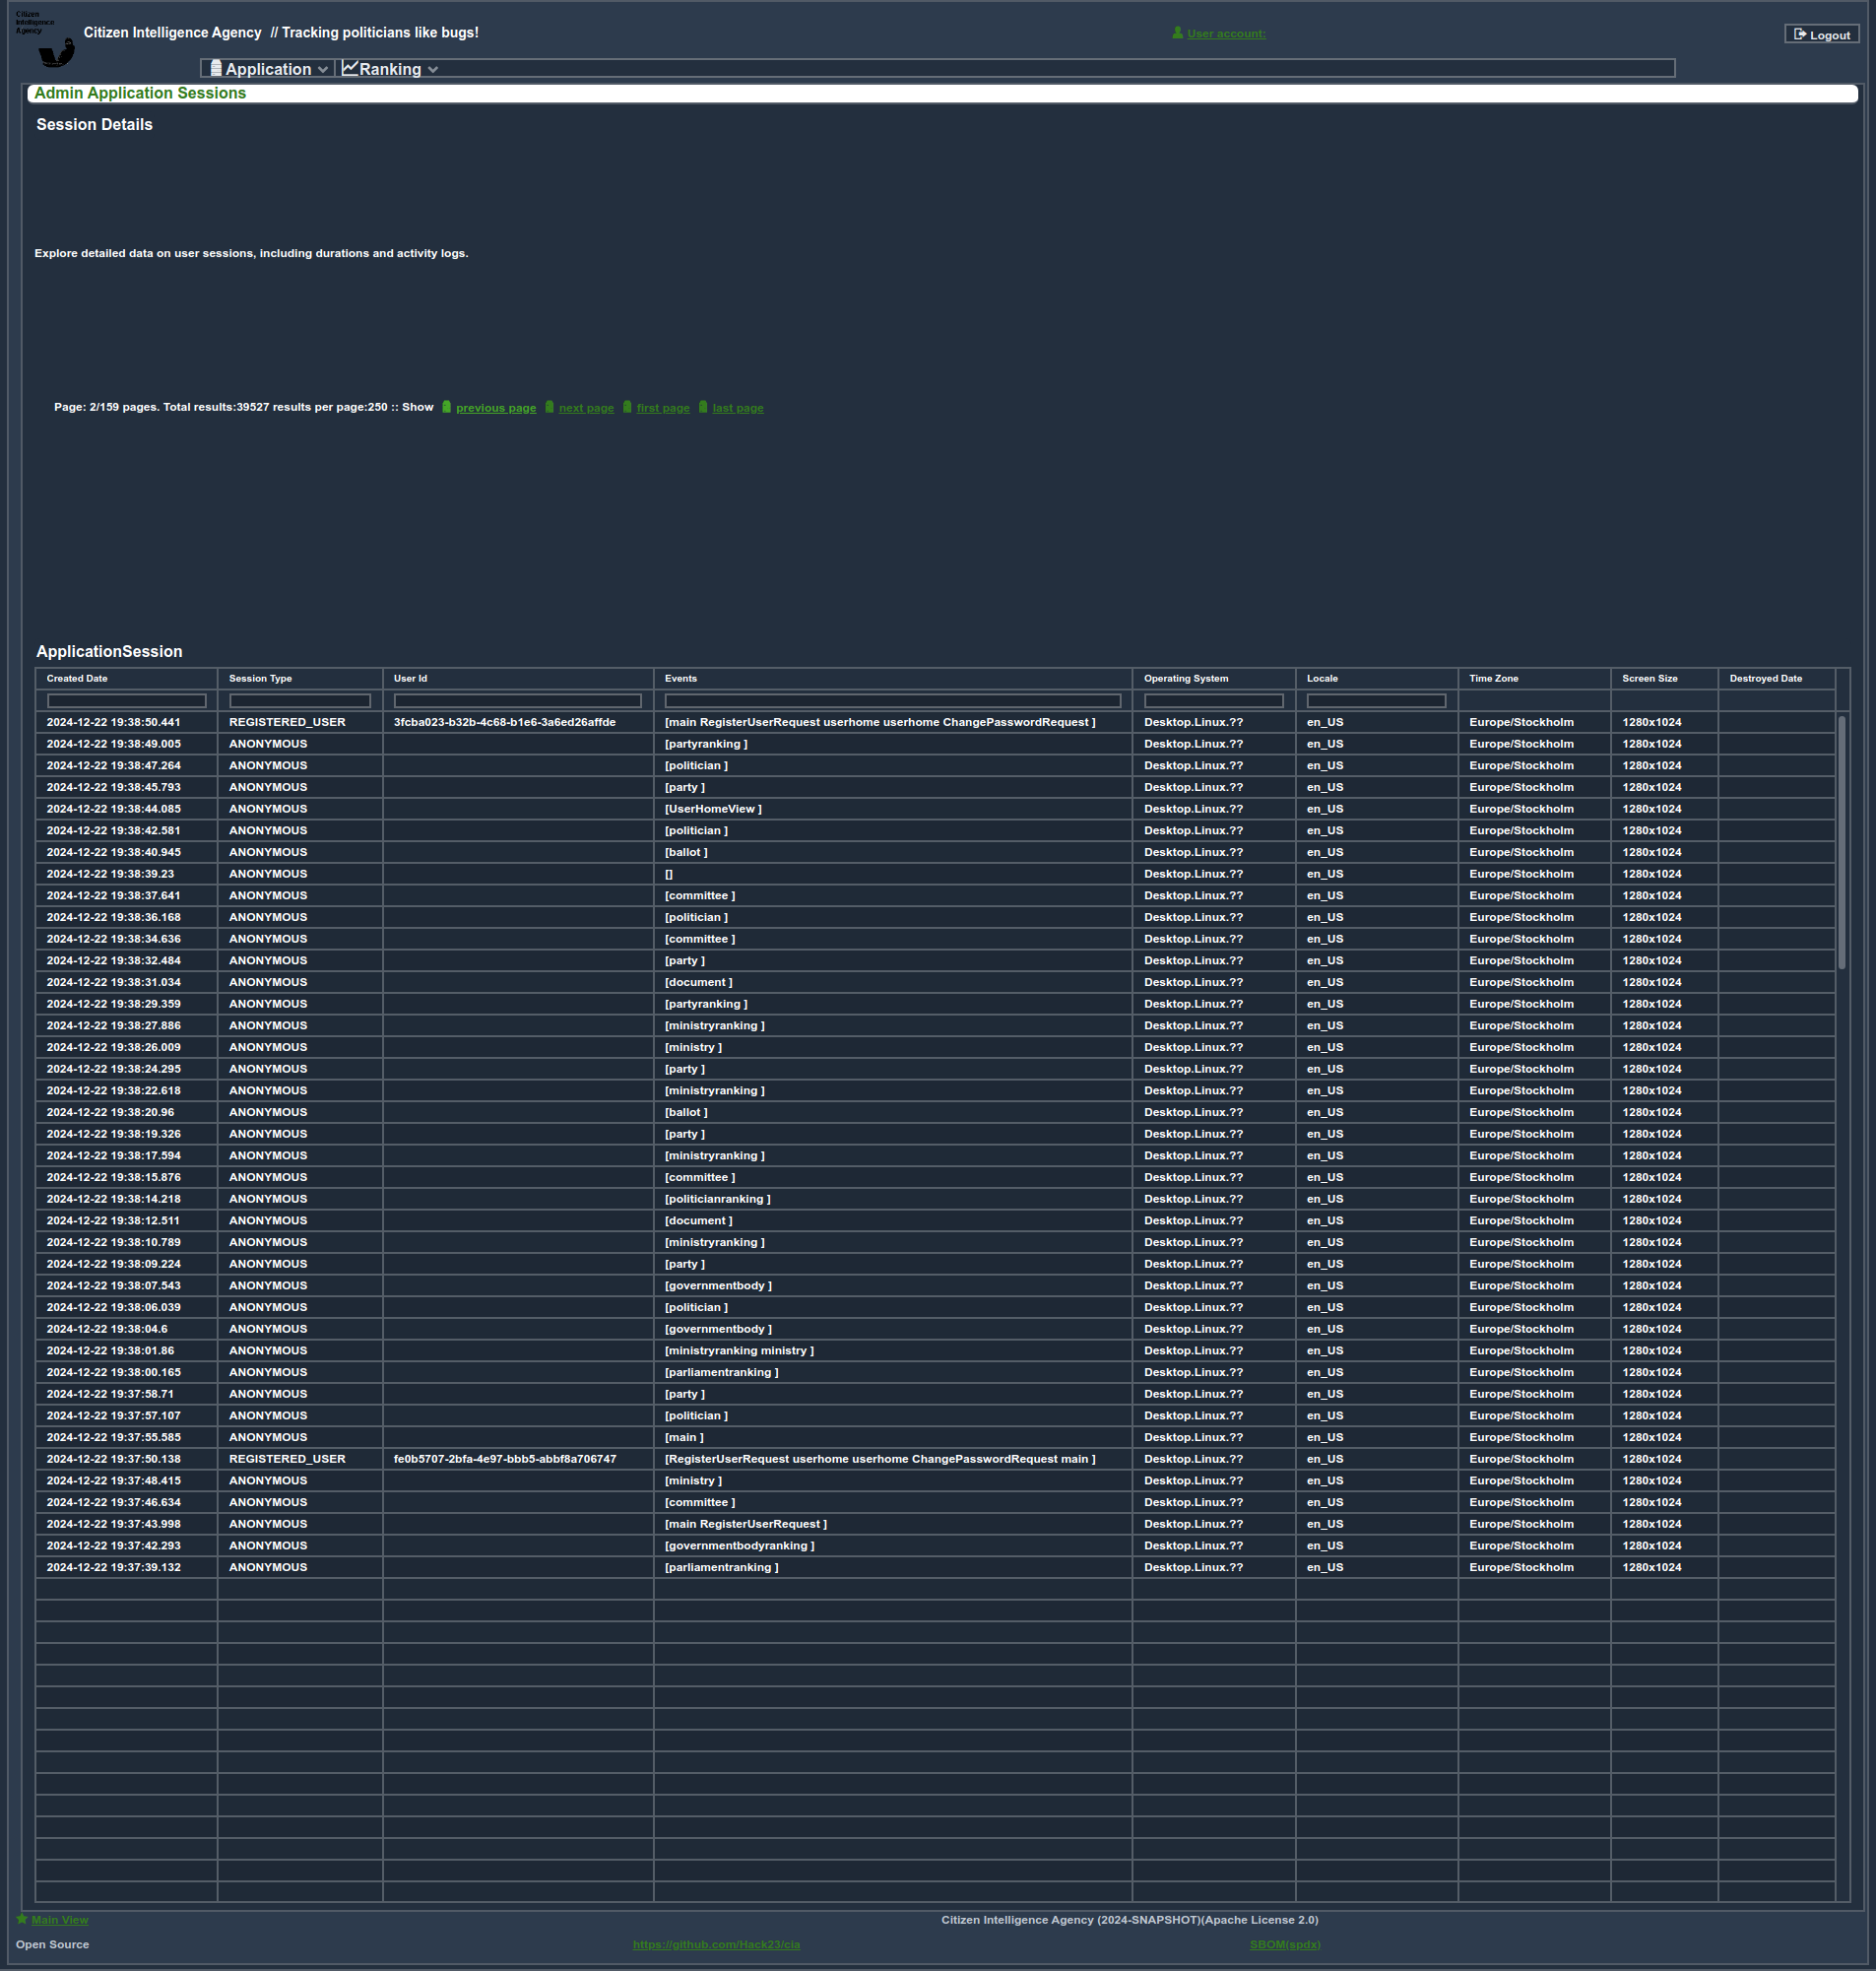 Citizen
Intelligence
Agency
Citizen Intelligence Agency // Tracking politicians like bugs!
User account:
Logout
Application Ranking
Admin Application Sessions
Session Details
Explore detailed data on user sessions, including durations and activity logs.
Page: 2/159 pages. Total results:39527 results per page:250 :: Show previous page next page first page last page
ApplicationSession
Created Date Session Type User Id Events Operating System Locale Time Zone Screen Size Destroyed Date
2024-12-22 19:38:50.441 REGISTERED_USER 3fcba023-b32b-4c68-b1e6-3a6ed26affde [main RegisterUserRequest userhome userhome ChangePasswordRequest ] Desktop.Linux.?? en_US Europe/Stockholm 1280x1024
2024-12-22 19:38:49.005 ANONYMOUS [partyranking ] Desktop.Linux.?? en_US Europe/Stockholm 1280x1024
2024-12-22 19:38:47.264 ANONYMOUS [politician ] Desktop.Linux.?? en_US Europe/Stockholm 1280x1024
2024-12-22 19:38:45.793 ANONYMOUS [party ] Desktop.Linux.?? en_US Europe/Stockholm 1280x1024
2024-12-22 19:38:44.085 ANONYMOUS [UserHomeView ] Desktop.Linux.?? en_US Europe/Stockholm 1280x1024
2024-12-22 19:38:42.581 ANONYMOUS [politician ] Desktop.Linux.?? en_US Europe/Stockholm 1280x1024
2024-12-22 19:38:40.945 ANONYMOUS [ballot ] Desktop.Linux.?? en_US Europe/Stockholm 1280x1024
2024-12-22 19:38:39.23 ANONYMOUS [] Desktop.Linux.?? en_US Europe/Stockholm 1280x1024
2024-12-22 19:38:37.641 ANONYMOUS [committee ] Desktop.Linux.?? en_US Europe/Stockholm 1280x1024
2024-12-22 19:38:36.168 ANONYMOUS [politician ] Desktop.Linux.?? en_US Europe/Stockholm 1280x1024
2024-12-22 19:38:34.636 ANONYMOUS [committee ] Desktop.Linux.?? en_US Europe/Stockholm 1280x1024
2024-12-22 19:38:32.484 ANONYMOUS [party ] Desktop.Linux.?? en_US Europe/Stockholm 1280x1024
2024-12-22 19:38:31.034 ANONYMOUS [document ] Desktop.Linux.?? en_US Europe/Stockholm 1280x1024
2024-12-22 19:38:29.359 ANONYMOUS [partyranking ] Desktop.Linux.?? en_US Europe/Stockholm 1280x1024
2024-12-22 19:38:27.886 ANONYMOUS [ministryranking ] Desktop.Linux.?? en_US Europe/Stockholm 1280x1024
2024-12-22 19:38:26.009 ANONYMOUS [ministry ] Desktop.Linux.?? en_US Europe/Stockholm 1280x1024
2024-12-22 19:38:24.295 ANONYMOUS [party ] Desktop.Linux.?? en_US Europe/Stockholm 1280x1024
2024-12-22 19:38:22.618 ANONYMOUS [ministryranking ] Desktop.Linux.?? en_US Europe/Stockholm 1280x1024
2024-12-22 19:38:20.96 ANONYMOUS [ballot ] Desktop.Linux.?? en_US Europe/Stockholm 1280x1024
2024-12-22 19:38:19.326 ANONYMOUS [party ] Desktop.Linux.?? en_US Europe/Stockholm 1280x1024
2024-12-22 19:38:17.594 ANONYMOUS [ministryranking ] Desktop.Linux.?? en_US Europe/Stockholm 1280x1024
2024-12-22 19:38:15.876 ANONYMOUS [committee ] Desktop.Linux.?? en_US Europe/Stockholm 1280x1024
2024-12-22 19:38:14.218 ANONYMOUS [politicianranking ] Desktop.Linux.?? en_US Europe/Stockholm 1280x1024
2024-12-22 19:38:12.511 ANONYMOUS [document ] Desktop.Linux.?? en_US Europe/Stockholm 1280x1024
2024-12-22 19:38:10.789 ANONYMOUS [ministryranking ] Desktop.Linux.?? en_US Europe/Stockholm 1280x1024
2024-12-22 19:38:09.224 ANONYMOUS [party ] Desktop.Linux.?? en_US Europe/Stockholm 1280x1024
2024-12-22 19:38:07.543 ANONYMOUS [governmentbody ] Desktop.Linux.?? en_US Europe/Stockholm 1280x1024
2024-12-22 19:38:06.039 ANONYMOUS [politician ] Desktop.Linux.?? en_US Europe/Stockholm 1280x1024
2024-12-22 19:38:04.6 ANONYMOUS [governmentbody ] Desktop.Linux.?? en_US Europe/Stockholm 1280x1024
2024-12-22 19:38:01.86 ANONYMOUS [ministryranking ministry ] Desktop.Linux.?? en_US Europe/Stockholm 1280x1024
2024-12-22 19:38:00.165 ANONYMOUS [parliamentranking ] Desktop.Linux.?? en_US Europe/Stockholm 1280x1024
2024-12-22 19:37:58.71 ANONYMOUS [party ] Desktop.Linux.?? en_US Europe/Stockholm 1280x1024
2024-12-22 19:37:57.107 ANONYMOUS [politician ] Desktop.Linux.?? en_US Europe/Stockholm 1280x1024
2024-12-22 19:37:55.585 ANONYMOUS [main ] Desktop.Linux.?? en_US Europe/Stockholm 1280x1024
2024-12-22 19:37:50.138 REGISTERED_USER fe0b5707-2bfa-4e97-bbb5-abbf8a706747 [RegisterUserRequest userhome userhome ChangePasswordRequest main ] Desktop.Linux.?? en_US Europe/Stockholm 1280x1024
2024-12-22 19:37:48.415 ANONYMOUS [ministry ] Desktop.Linux.?? en_US Europe/Stockholm 1280x1024
2024-12-22 19:37:46.634 ANONYMOUS [committee ] Desktop.Linux.?? en_US Europe/Stockholm 1280x1024
2024-12-22 19:37:43.998 ANONYMOUS [main RegisterUserRequest ] Desktop.Linux.?? en_US Europe/Stockholm 1280x1024
2024-12-22 19:37:42.293 ANONYMOUS [governmentbodyranking ] Desktop.Linux.?? en_US Europe/Stockholm 1280x1024
2024-12-22 19:37:39.132 ANONYMOUS [parliamentranking ] Desktop.Linux.?? en_US Europe/Stockholm 1280x1024
Main View Citizen Intelligence Agency (2024-SNAPSHOT)(Apache License 2.0)
Open Source https://github.com/Hack23/cia SBOM(spdx)